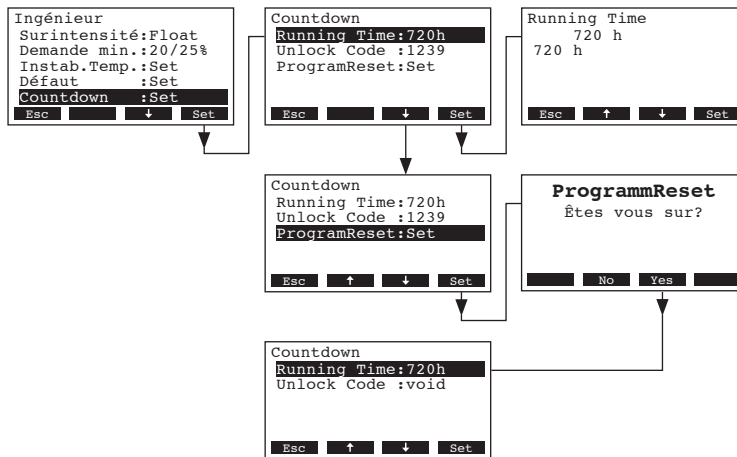 Ingénieur
Surintensité:Float
Demande min.:20/25%
Instab.Temp.:Set
Défaut :Set
Countdown :Set
Esc ↓ Set
Countdown
Running Time:720h
Unlock Code :1239
ProgramReset:Set
Esc ↓ Set
Running Time
720 h
720 h
Esc ↑ ↓ Set
Countdown
Running Time:720h
Unlock Code :1239
ProgramReset:Set
Esc ↑ ↓ Set
ProgrammReset
Êtes vous sur?
No Yes
Countdown
Running Time:720h
Unlock Code :void
Esc ↑ ↓ Set